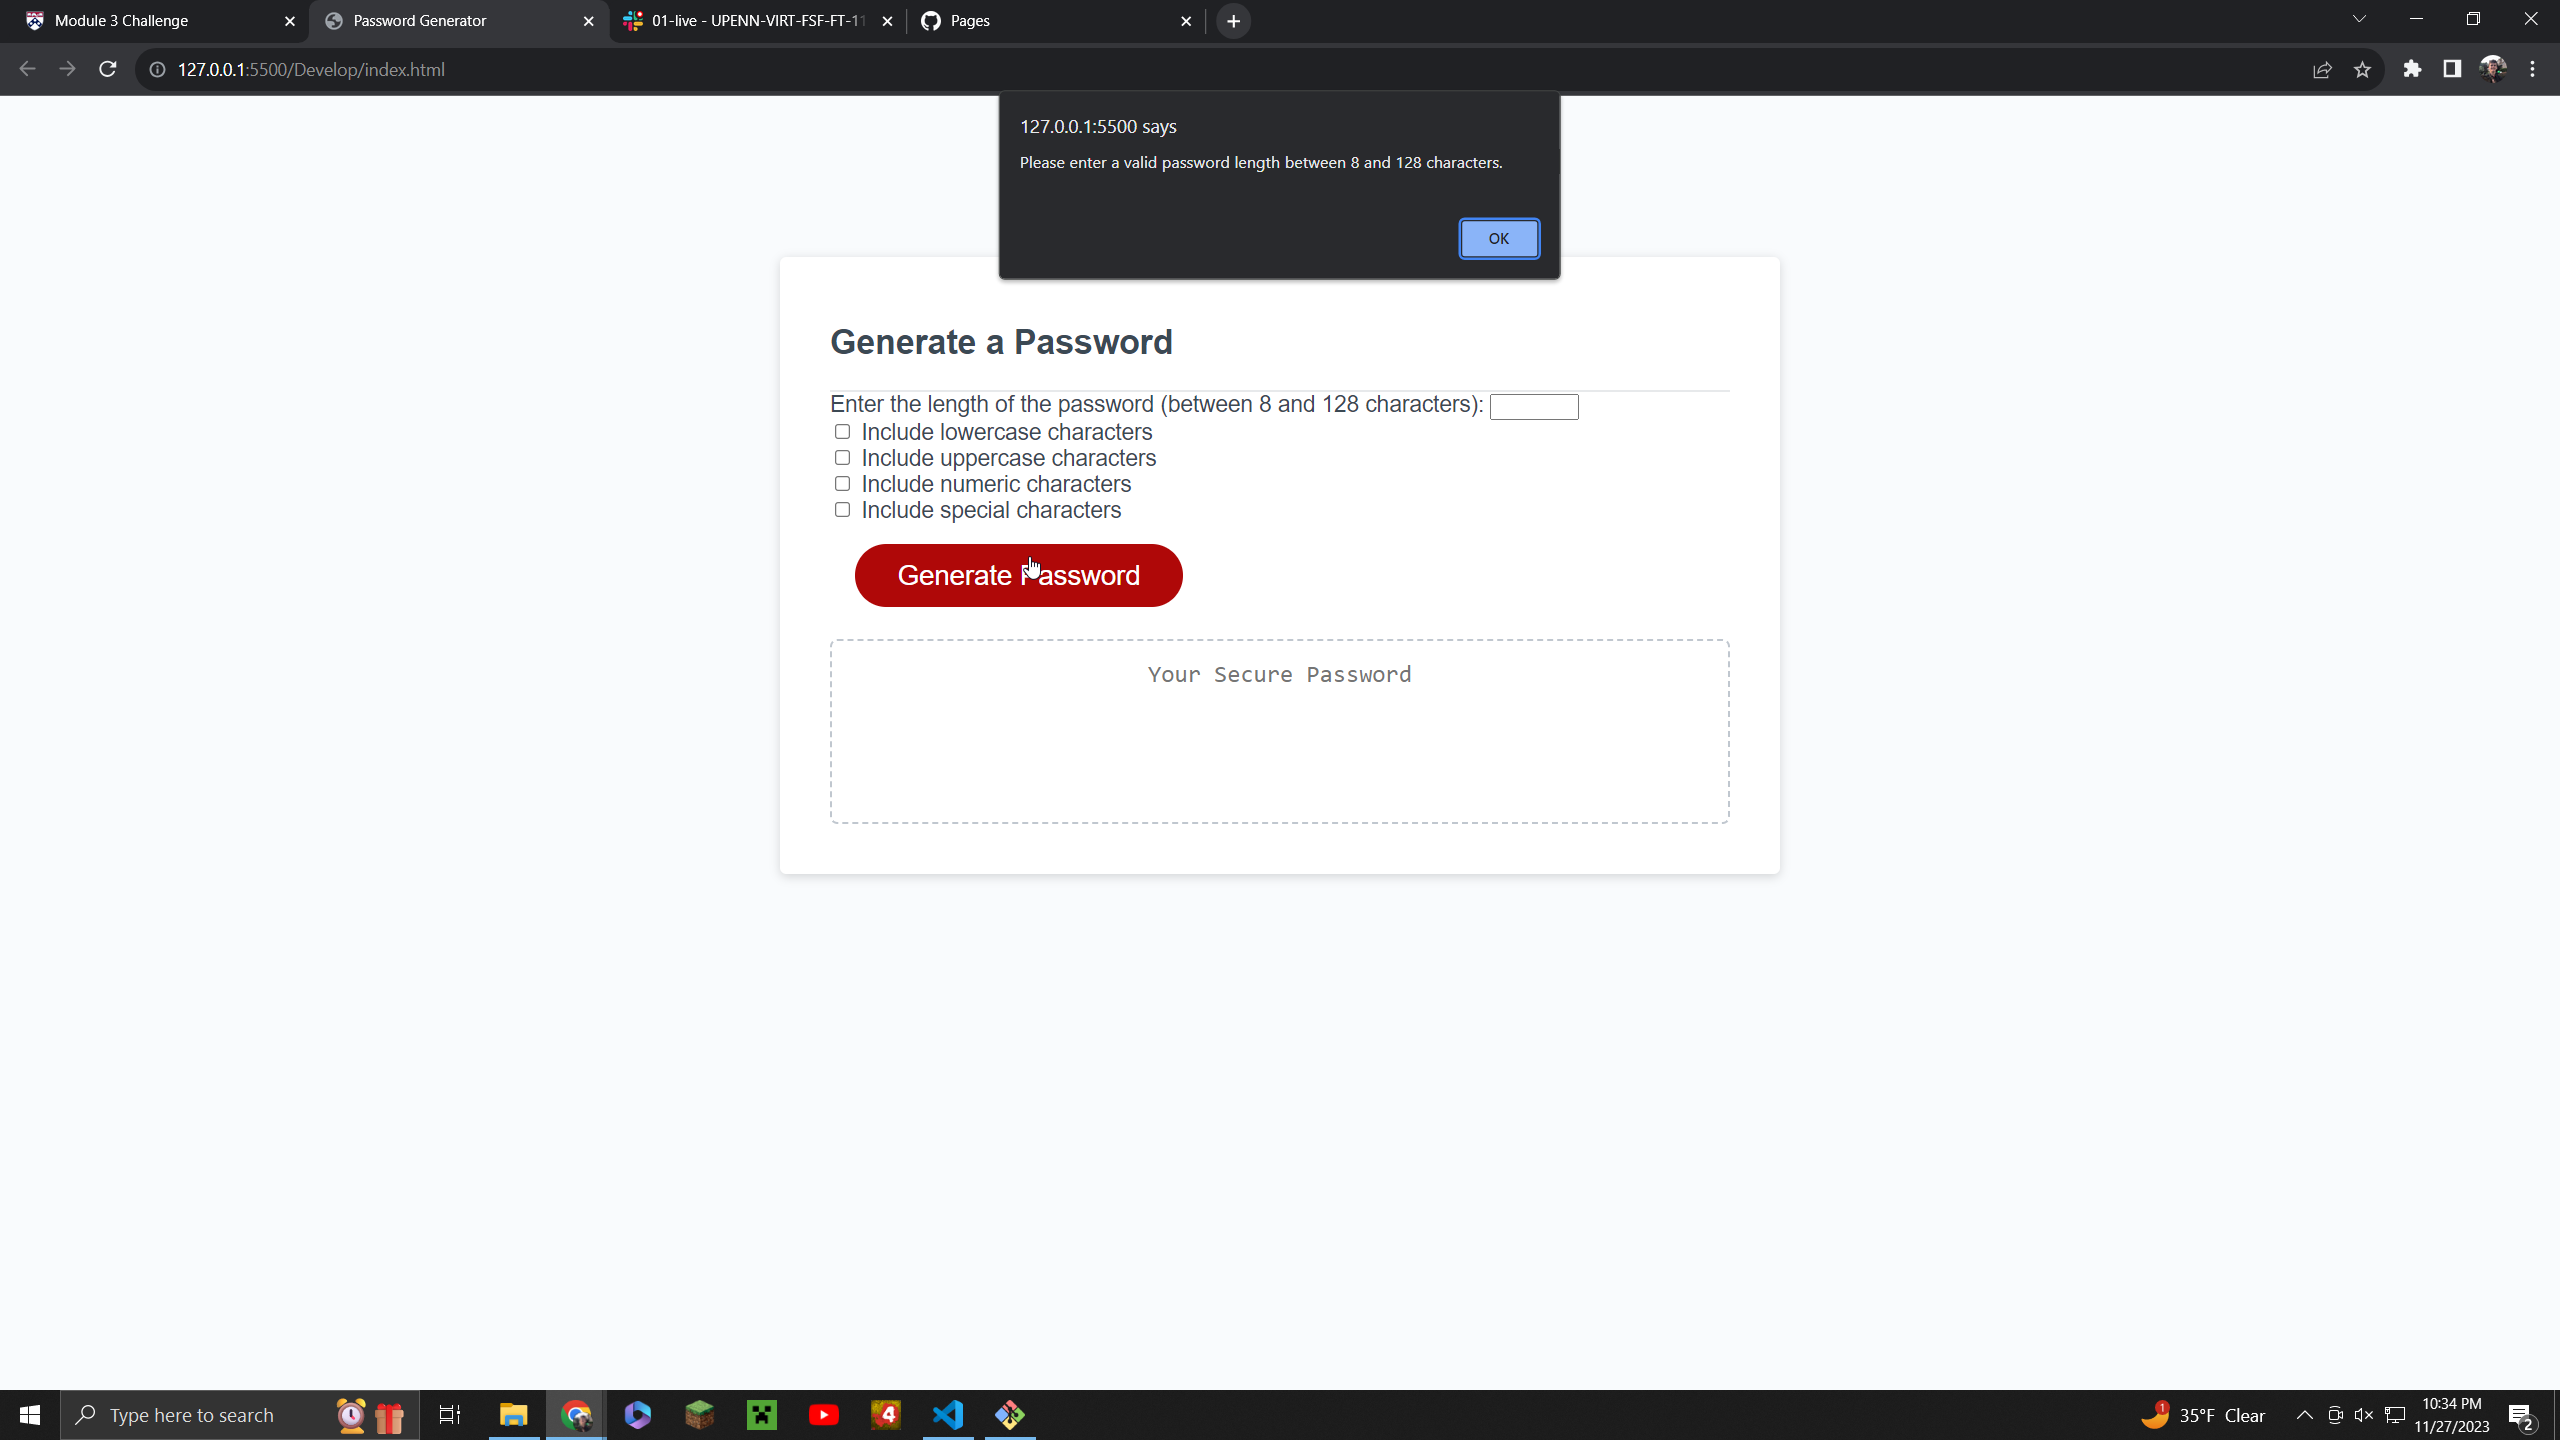 Module 3 Challenge
Password Generator
01-live - UPENN-VIRT-FSF-FT-11
Pages
127.0.0.1:5500/Develop/index.html
127.0.0.1:5500 says
Please enter a valid password length between 8 and 128 characters.
OK
Generate a Password
Enter the length of the password (between 8 and 128 characters):
Include lowercase characters
Include uppercase characters
Include numeric characters
Include special characters
Generate Password
Your Secure Password
Type here to search
4
1
35°F Clear
10:34 PM
11/27/2023
2